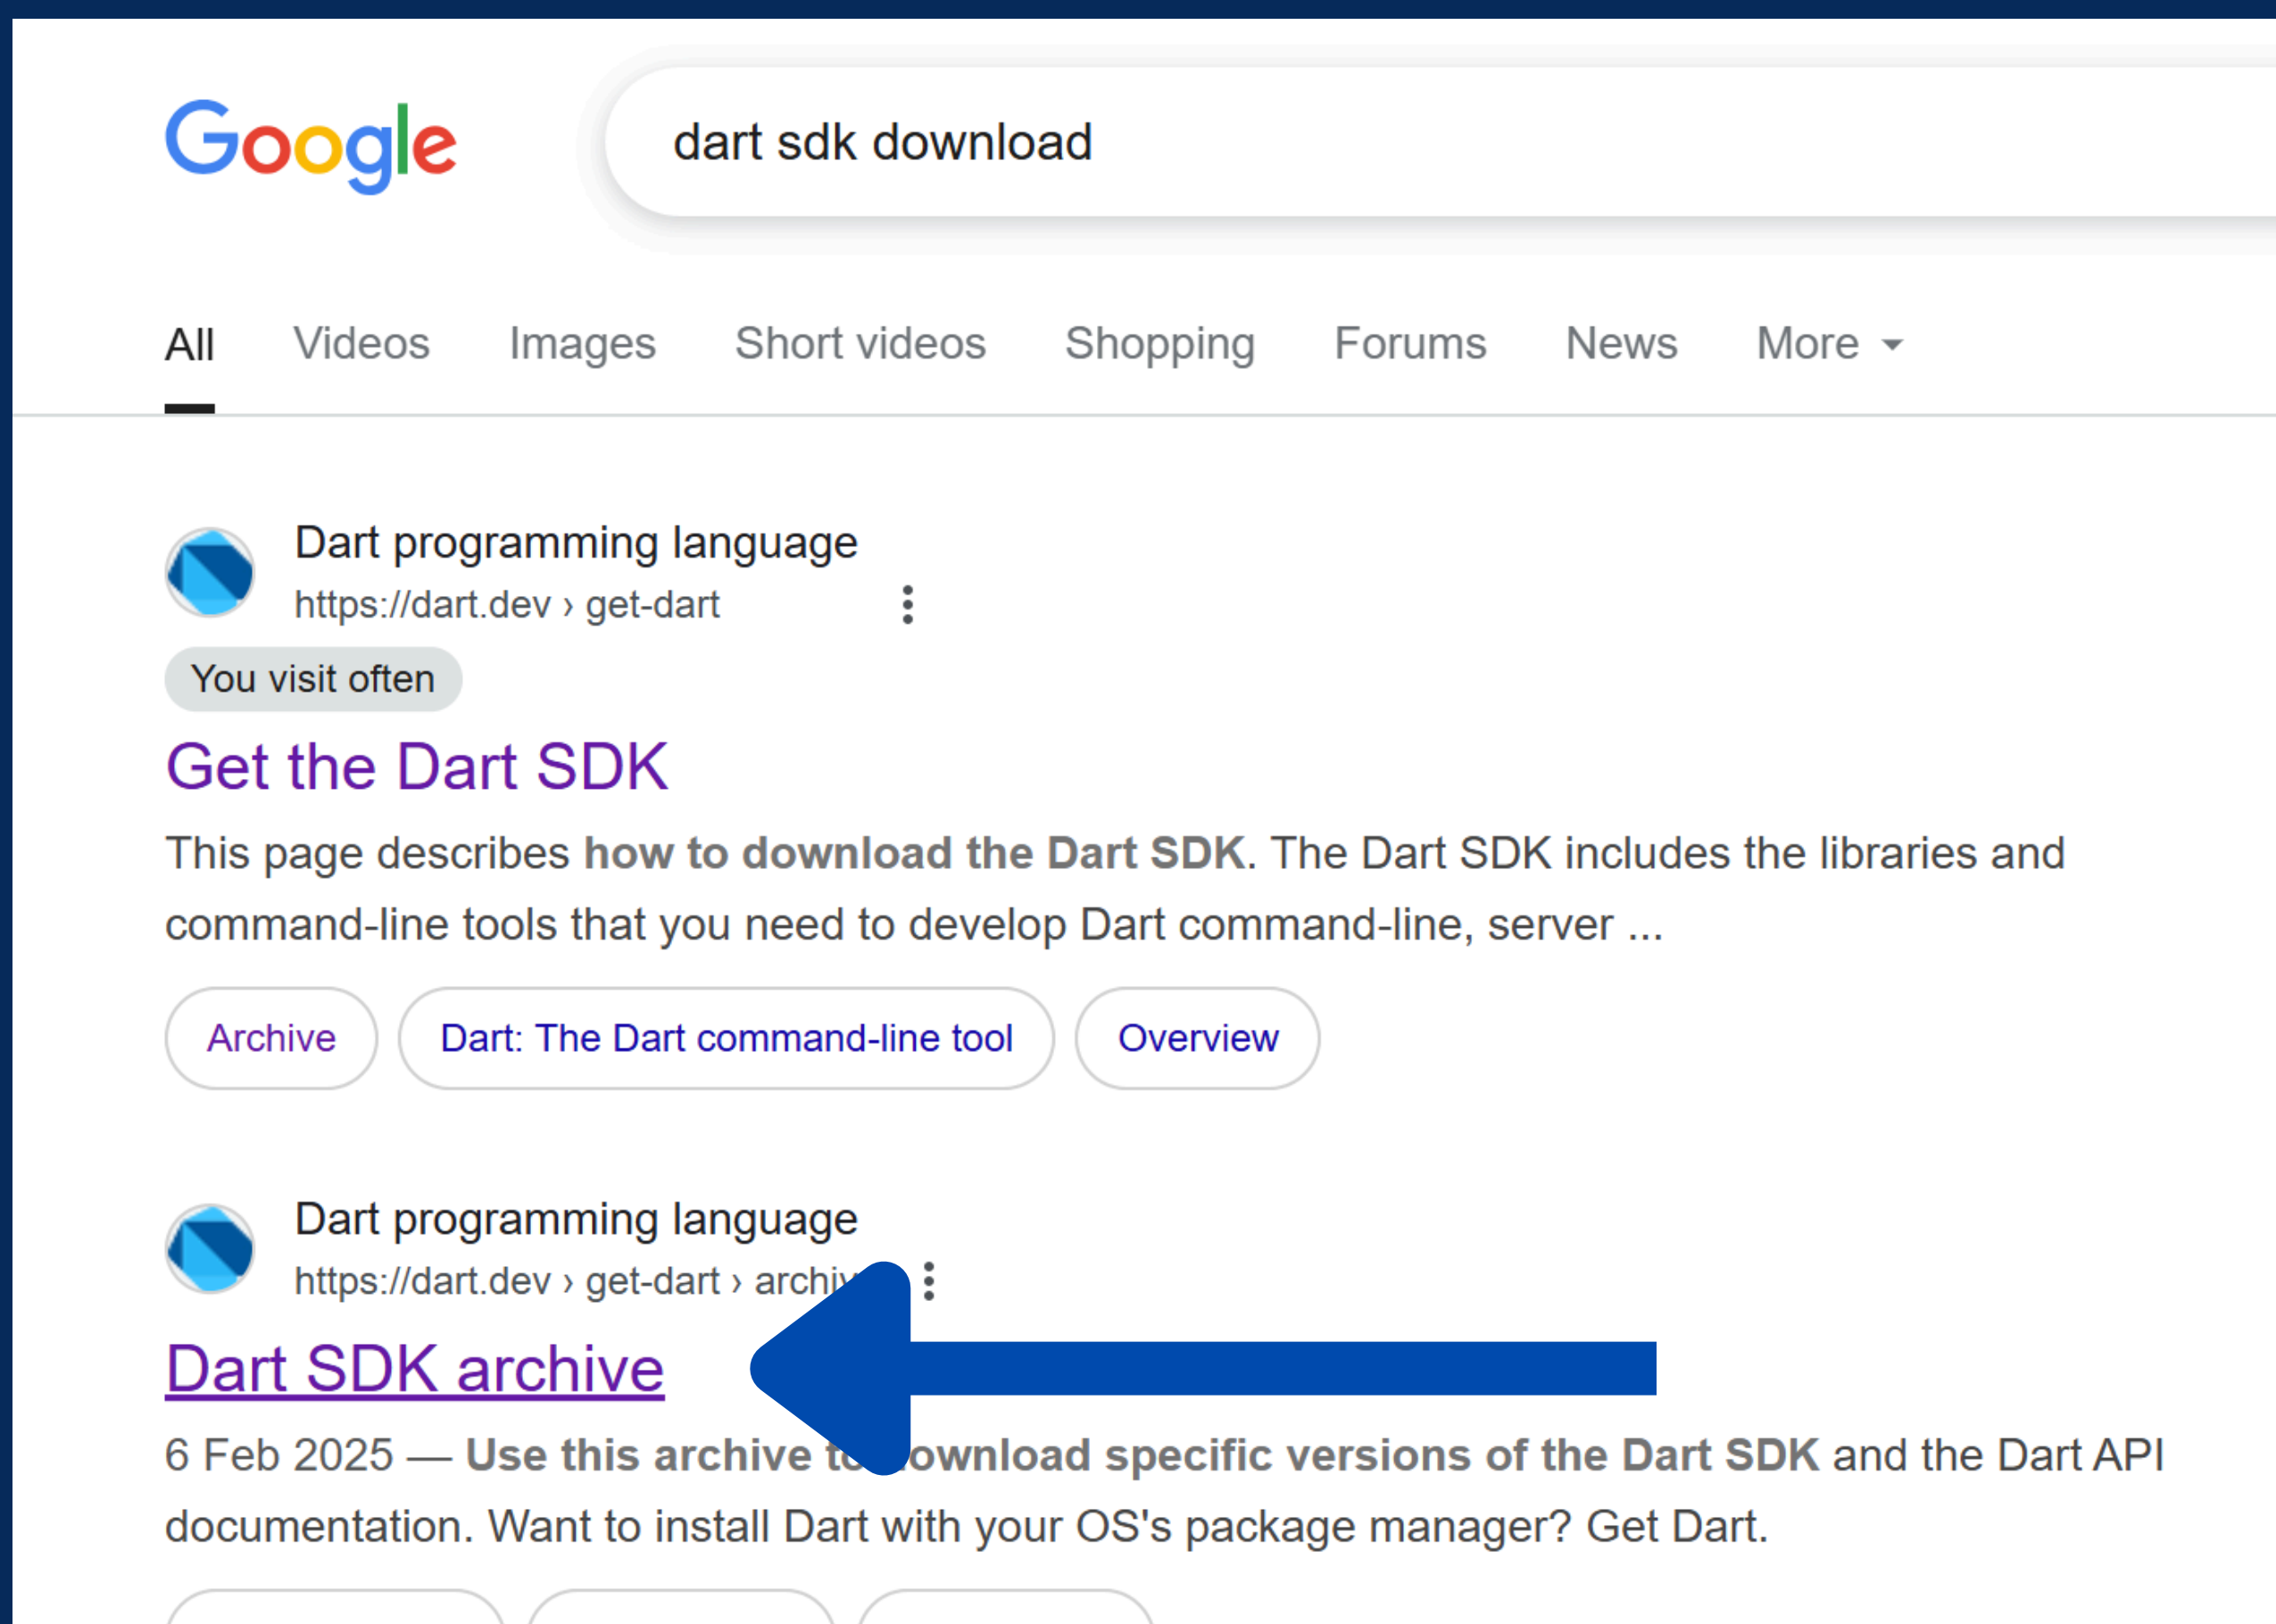 Google
dart sdk download
All Videos Images Short videos Shopping Forums News More
Dart programming language
https://dart.dev › get-dart
You visit often
Get the Dart SDK
This page describes how to download the Dart SDK. The Dart SDK includes the libraries and
command-line tools that you need to develop Dart command-line, server ...
Archive Dart: The Dart command-line tool Overview
Dart programming language
https://dart.dev › get-dart ›
Dart SDK archive
6 Feb 2025 — Use this archive specific versions of the Dart SDK and the Dart API
documentation. Want to install Dart with your OS's package manager? Get Dart.